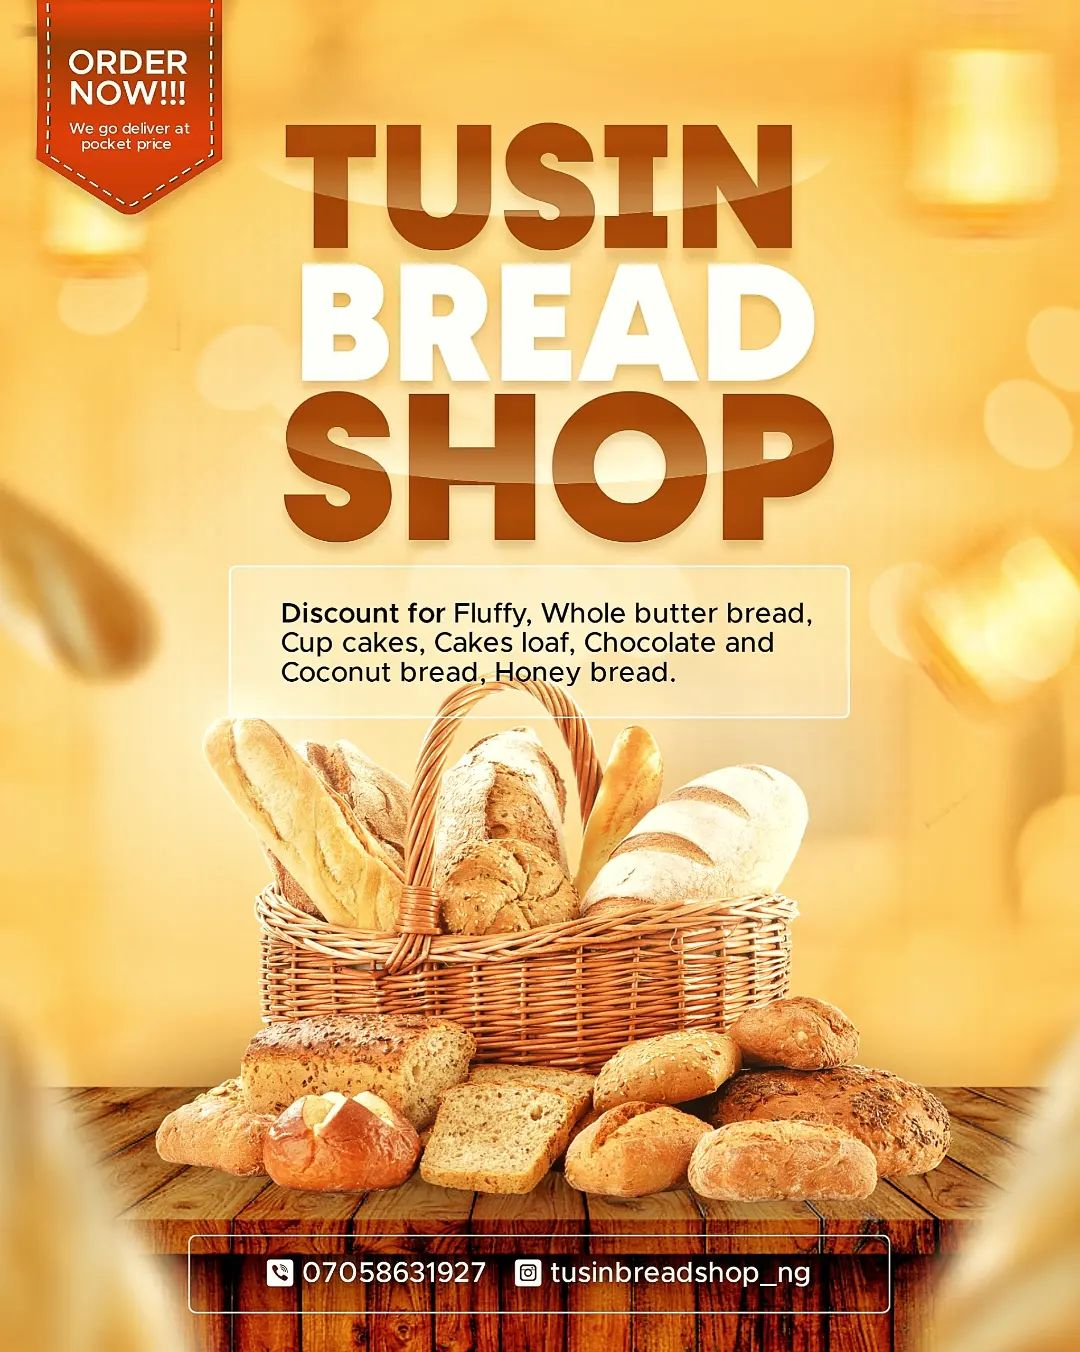 ORDER
NOW!!!
We go deliver at
pocket price
TUSIN
BREAD
SHOP
Discount for Fluffy, Whole butter bread,
Cup cakes, Cakes loaf, Chocolate and
Coconut bread, Honey bread.
07058631927 tusinbreadshop_ng